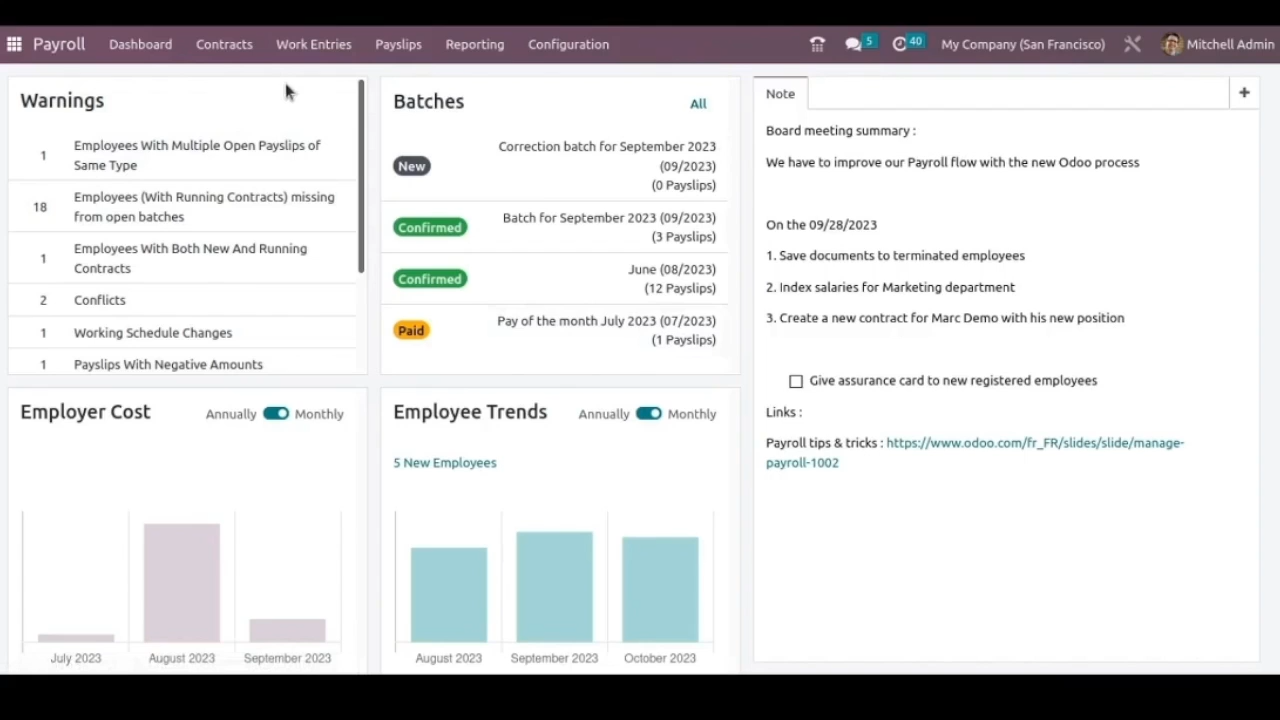 Payroll Dashboard Contracts Work Entries Payslips Reporting Configuration 5 40 My Company (San Francisco) Mitchell Admin
Warnings
1 Employees With Multiple Open Payslips of
Same Type
18 Employees (With Running Contracts) missing
from open batches
1 Employees With Both New And Running
Contracts
2 Conflicts
1 Working Schedule Changes
1 Payslips With Negative Amounts
Batches All
New Correction batch for September 2023
(09/2023)
(0 Payslips)
Confirmed Batch for September 2023 (09/2023)
(3 Payslips)
Confirmed June (08/2023)
(12 Payslips)
Paid Pay of the month July 2023 (07/2023)
(1 Payslips)
Note +
Board meeting summary :
We have to improve our Payroll flow with the new Odoo process
On the 09/28/2023
1. Save documents to terminated employees
2. Index salaries for Marketing department
3. Create a new contract for Marc Demo with his new position
Give assurance card to new registered employees
Links :
Payroll tips & tricks : https://www.odoo.com/fr_FR/slides/slide/manage-
payroll-1002
Employer Cost Annually Monthly
July 2023 August 2023 September 2023
Employee Trends Annually Monthly
5 New Employees
August 2023 September 2023 October 2023